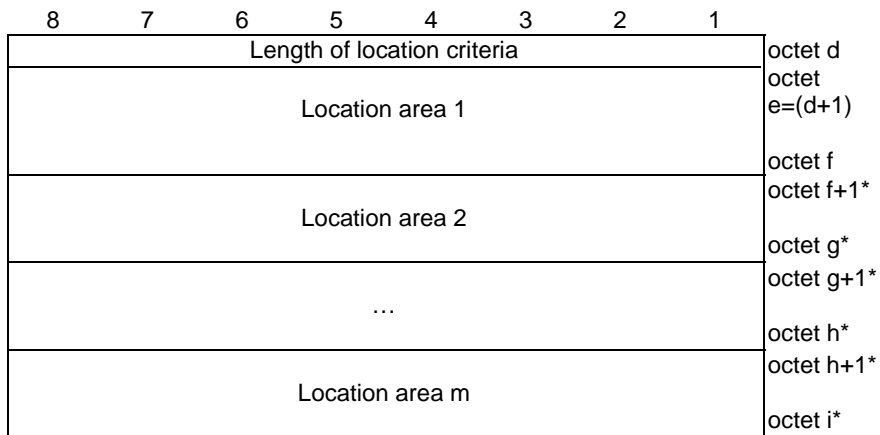 8 7 6 5 4 3 2 1
Length of location criteria octet d
octet
Location area 1 e=(d+1)
octet f
octet f+1*
Location area 2
octet g*
octet g+1*
…
octet h*
octet h+1*
Location area m
octet i*